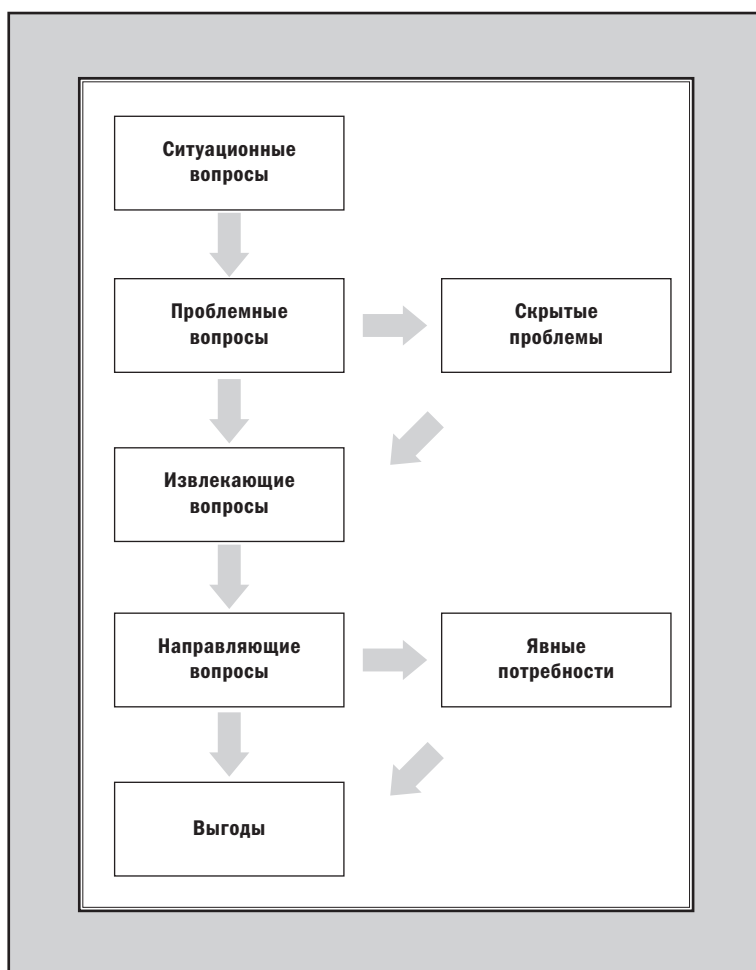 Ситуационные
вопросы
Проблемные
вопросы
Скрытые
проблемы
Извлекающие
вопросы
Направляющие
вопросы
Явные
потребности
Выгоды